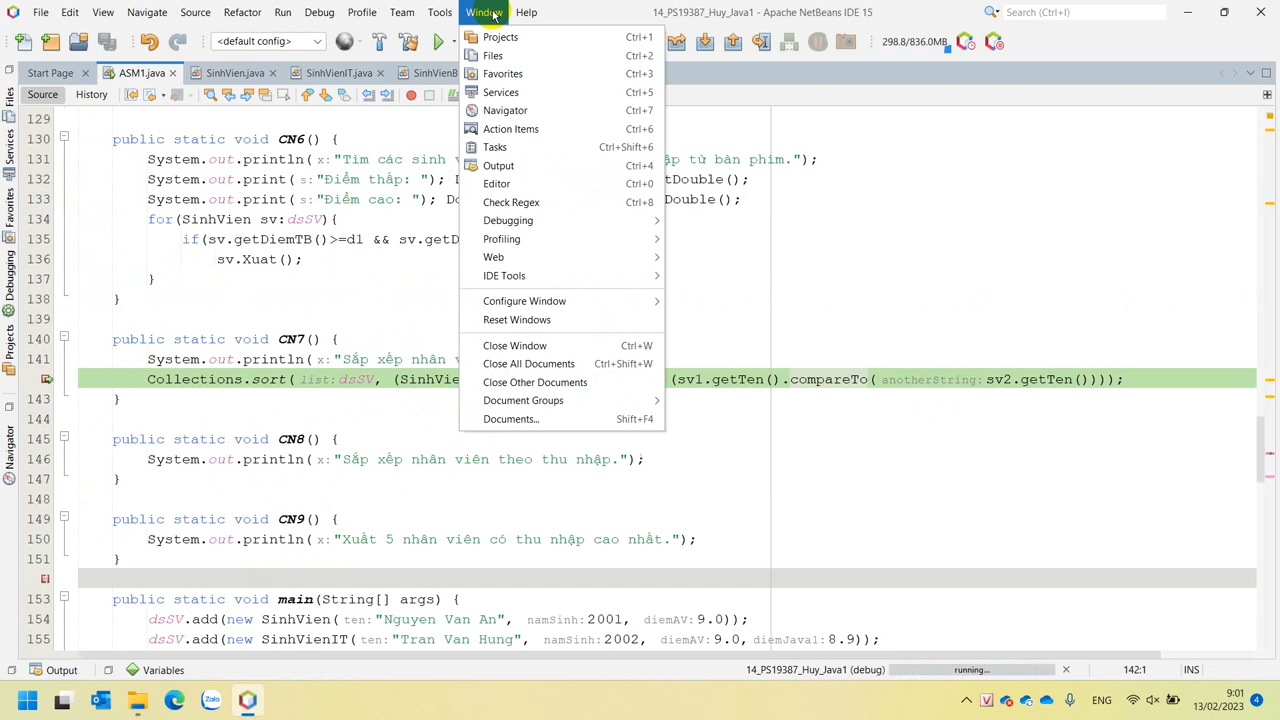 File Edit View Navigate Source Refactor Run Debug Profile Team Tools Window Help 14_PS19387_Huy_Java1 - Apache NetBeans IDE 15 Search (Ctrl+I)
<default config> 298.8/836.0MB
Start Page ASM1.java SinhVien.java SinhVienIT.java SinhVienB
Source History
Projects Ctrl+1
Files Ctrl+2
Favorites Ctrl+3
Services Ctrl+5
Navigator Ctrl+7
Action Items Ctrl+6
Tasks Ctrl+Shift+6
Output Ctrl+4
Editor Ctrl+0
Check Regex Ctrl+8
Debugging
Profiling
Web
IDE Tools
Configure Window
Reset Windows
Close Window Ctrl+W
Close All Documents Ctrl+Shift+W
Close Other Documents
Document Groups
Documents... Shift+F4
Files
Services
Favorites
Debugging
Projects
Navigator
129
130 public static void CN6() {
131 System.out.println(x:"Tìm các sinh v ập từ bàn phím.");
132 System.out.print(s:"Điểm thấp: "); D etDouble();
133 System.out.print(s:"Điểm cao: "); Do Double();
134 for(SinhVien sv:dsSV){
135 if(sv.getDiemTB()>=d1 && sv.getD
136 sv.Xuat();
137 }
138 }
139
140 public static void CN7() {
141 System.out.println(x:"Sắp xếp nhân v
Collections.sort(list:dsSV, (SinhVie (sv1.getTen().compareTo(anotherString:sv2.getTen())));
143 }
144
145 public static void CN8() {
146 System.out.println(x:"Sắp xếp nhân viên theo thu nhập.");
147 }
148
149 public static void CN9() {
150 System.out.println(x:"Xuất 5 nhân viên có thu nhập cao nhất.");
151 }
153 public static void main(String[] args) {
154 dsSV.add(new SinhVien(ten:"Nguyen Van An", namSinh:2001, diemAV:9.0));
155 dsSV.add(new SinhVienIT(ten:"Tran Van Hung", namSinh:2002, diemAV:9.0,diemJava1:8.9));
Output Variables 14_PS19387_Huy_Java1 (debug) running... 142:1 INS
Zalo V ENG 9:01
13/02/2023 4